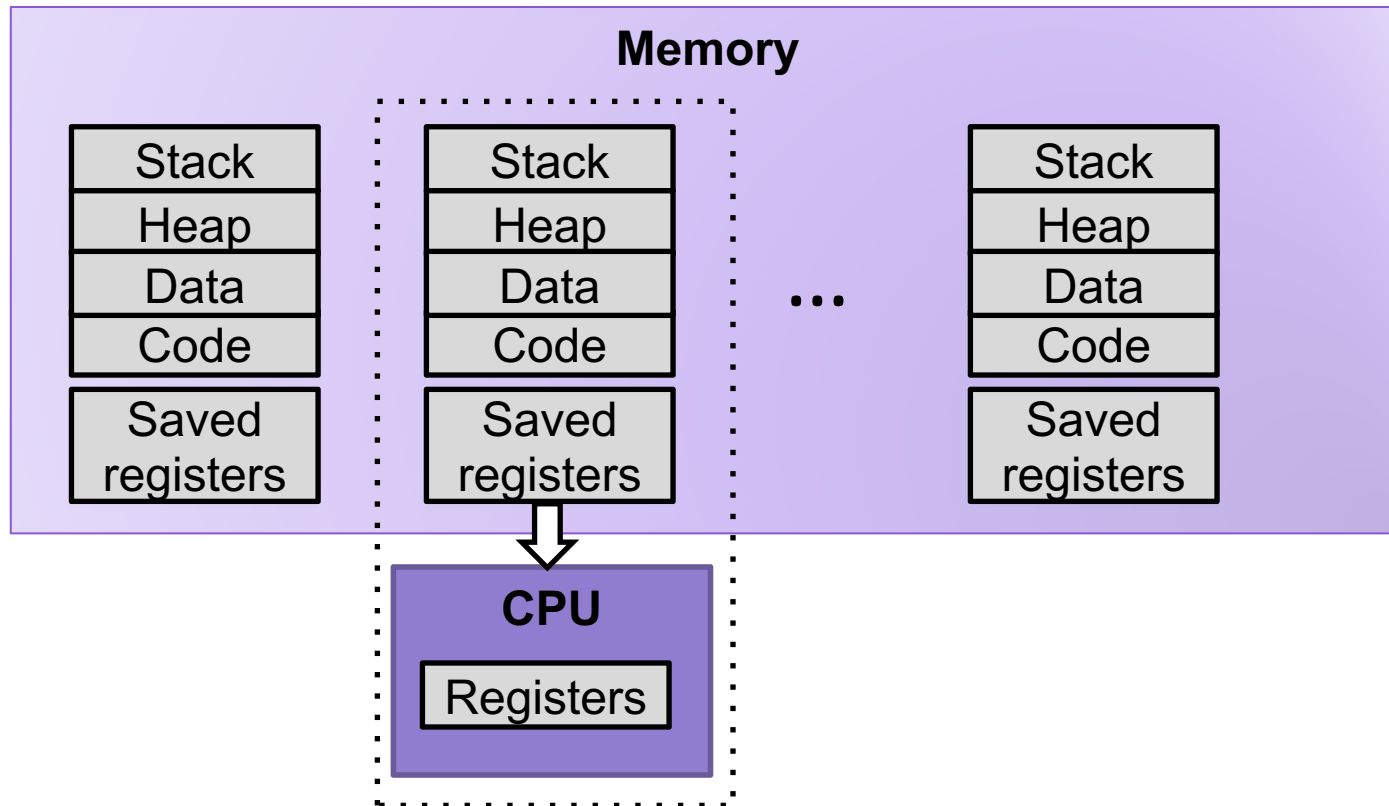 Memory
Stack
Heap
Data
Code
Saved
registers
Stack
Heap
Data
Code
Saved
registers
...
Stack
Heap
Data
Code
Saved
registers
CPU
Registers